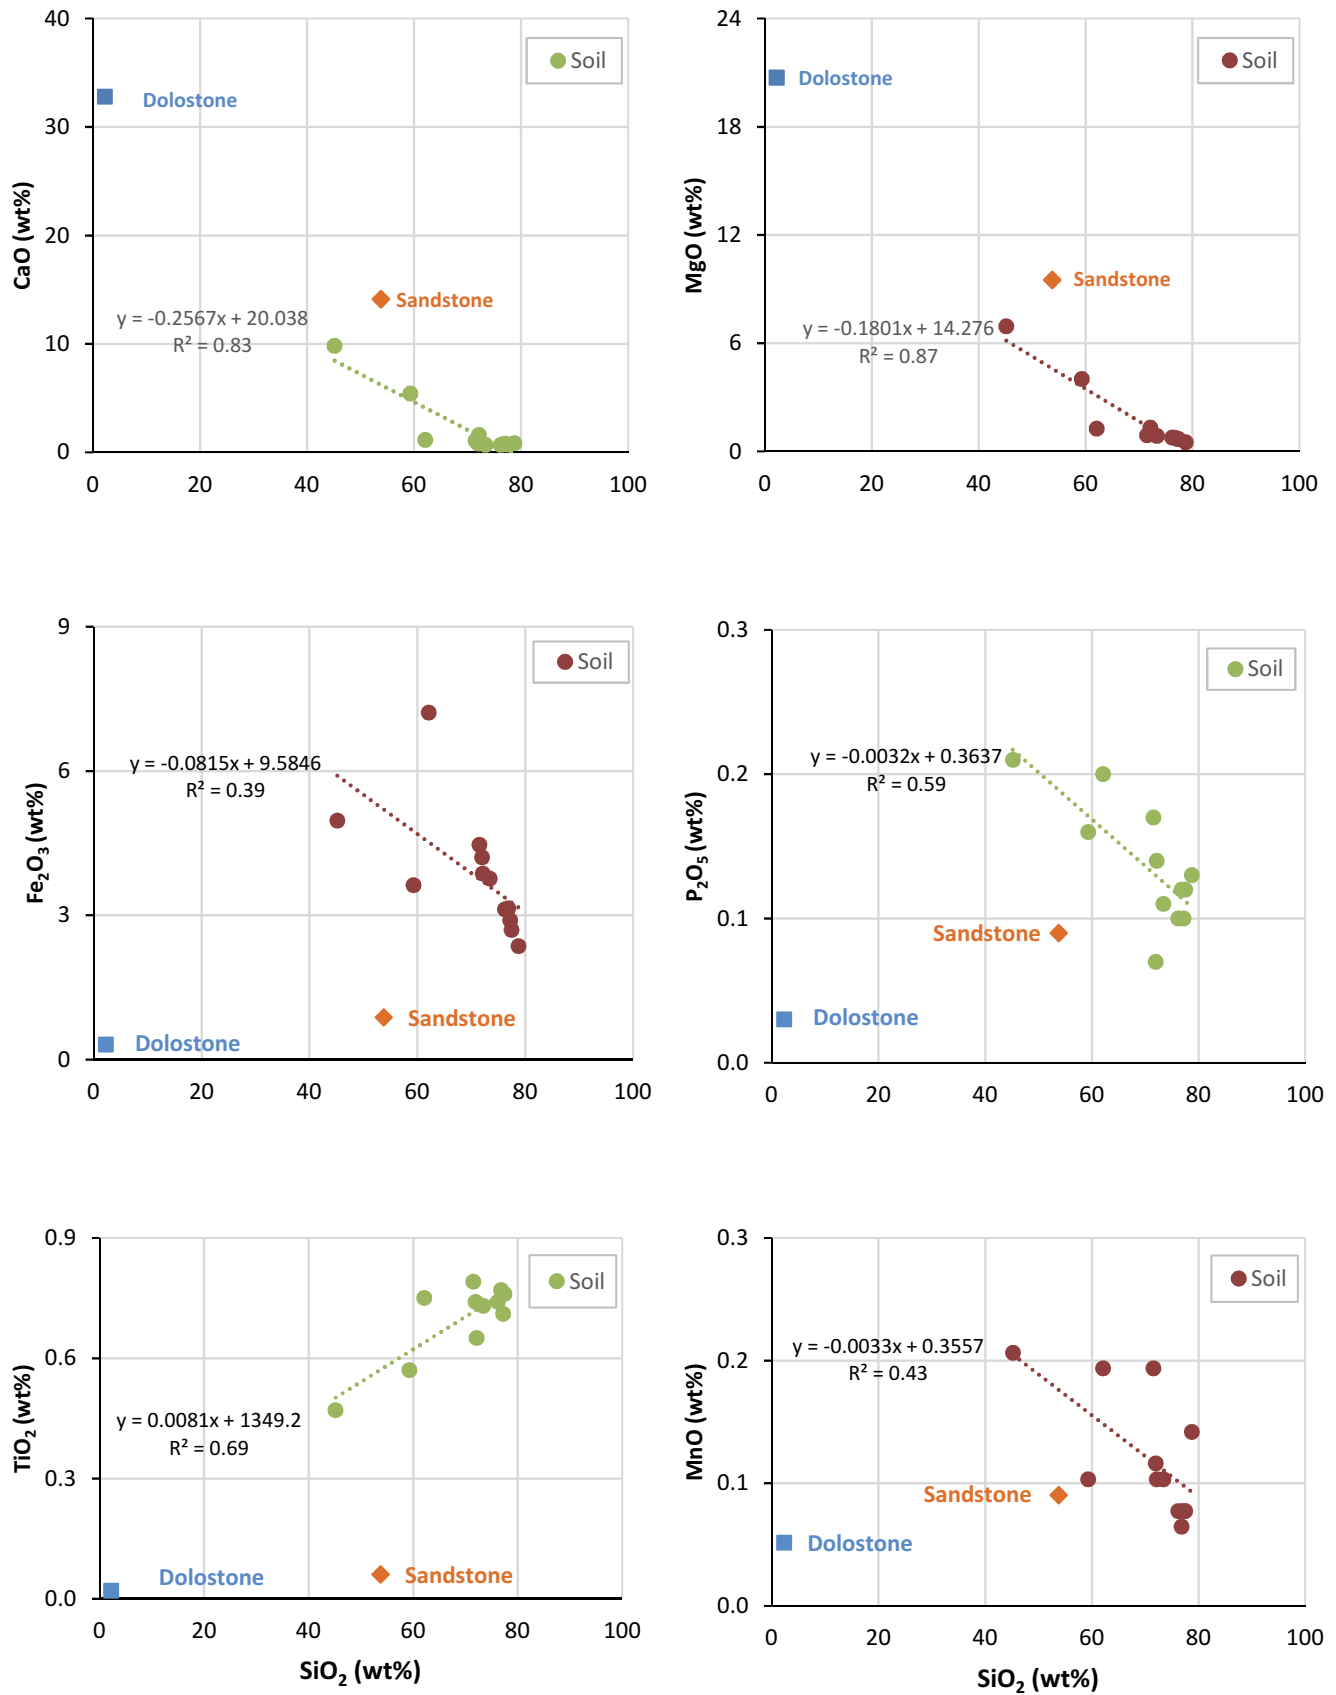 40
30
20
10
0
CaO (wt%)
Soil
Dolostone
Sandstone
y = -0.2567x + 20.038
R² = 0.83
0 20 40 60 80 100
24
18
12
6
0
MgO (wt%)
Soil
Dolostone
Sandstone
y = -0.1801x + 14.276
R² = 0.87
0 20 40 60 80 100
9
6
3
0
Fe₂O₃ (wt%)
Soil
y = -0.0815x + 9.5846
R² = 0.39
Sandstone
Dolostone
0 20 40 60 80 100
0.3
0.2
0.1
0.0
P₂O₅ (wt%)
Soil
y = -0.0032x + 0.3637
R² = 0.59
Sandstone
Dolostone
0 20 40 60 80 100
0.9
0.6
0.3
0.0
TiO₂ (wt%)
Soil
y = 0.0081x + 1349.2
R² = 0.69
Dolostone
Sandstone
0 20 40 60 80 100
SiO₂ (wt%)
0.3
0.2
0.1
0.0
MnO (wt%)
Soil
y = -0.0033x + 0.3557
R² = 0.43
Sandstone
Dolostone
0 20 40 60 80 100
SiO₂ (wt%)